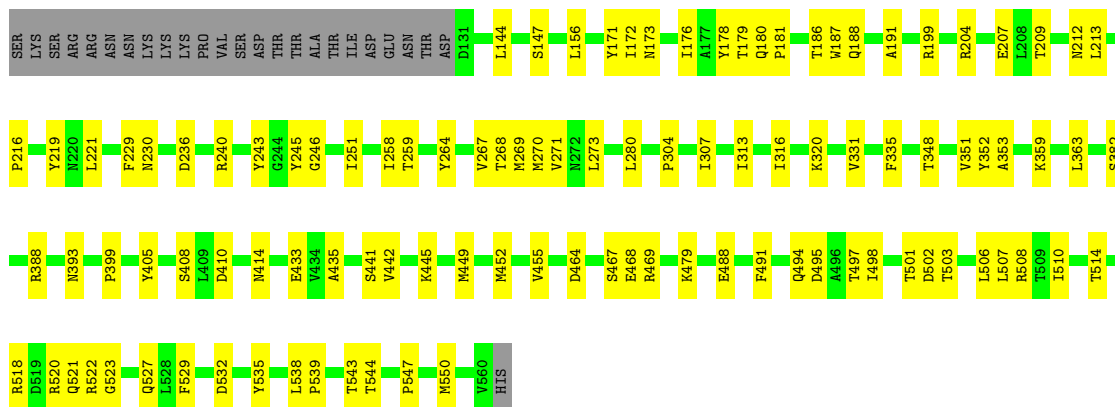 SER LYS SER ARG ARG ASN ASN LYS LYS LYS PRO VAL SER ASP THR THR ALA THR ILE ASP GLU ASN THR ASP D131 L144 S147 L156 Y171 I172 N173 I176 A177 Y178 T179 Q180 P181 T186 W187 Q188 A191 R199 R204 E207 L208 T209 N212 L213
P216 Y219 N220 L221 F229 N230 D236 R240 Y243 G244 Y245 G246 I251 I258 T259 Y264 V267 T268 M269 M270 V271 N272 L273 L280 P304 I307 I313 I316 K320 V331 F335 T348 V351 Y352 A353 K359 L363
R388 N393 P399 Y405 S408 L409 D410 N414 E433 V434 A435 S441 V442 K445 M449 M452 V455 D464 S467 E468 R469 K479 E488 F491 Q494 D495 A496 T497 I498 T501 D502 T503 L506 L507 R508 T509 I510 T514
R518 D519 R520 Q521 R522 G523 Q527 L528 F529 D532 Y535 L538 P539 T543 T544 P547 M550 V560 HIS